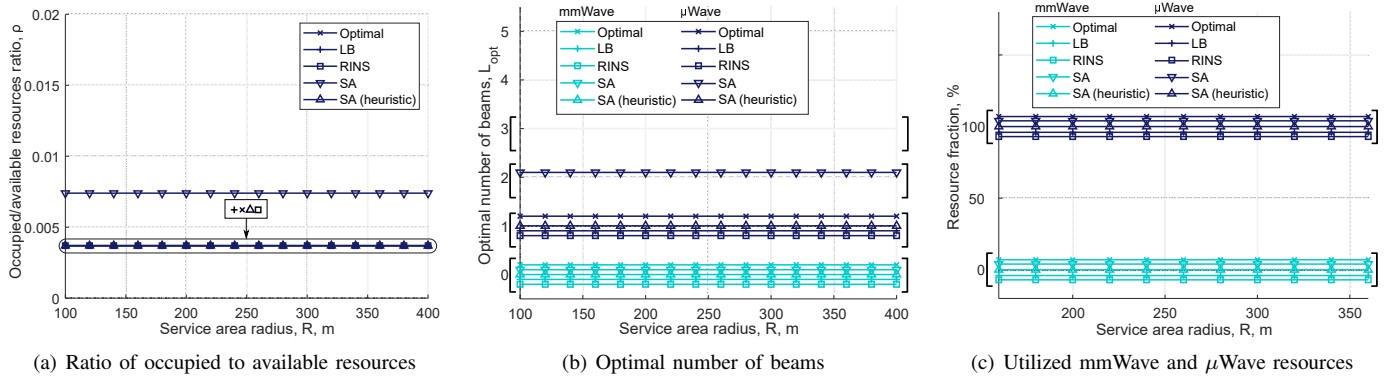 Occupied/available resources ratio, ρ
0.02
0.015
0.01
0.005
0
Optimal
LB
RINS
SA
SA (heuristic)
100 150 200 250 300 350 400
Service area radius, R, m
(a) Ratio of occupied to available resources
Optimal number of beams, L_opt
5
4
3
2
1
0
mmWave µWave
Optimal Optimal
LB LB
RINS RINS
SA SA
SA (heuristic) SA (heuristic)
100 150 200 250 300 350 400
Service area radius, R, m
(b) Optimal number of beams
Resource fraction, %
100
50
0
mmWave µWave
Optimal Optimal
LB LB
RINS RINS
SA SA
SA (heuristic) SA (heuristic)
200 250 300 350
Service area radius, R, m
(c) Utilized mmWave and µWave resources